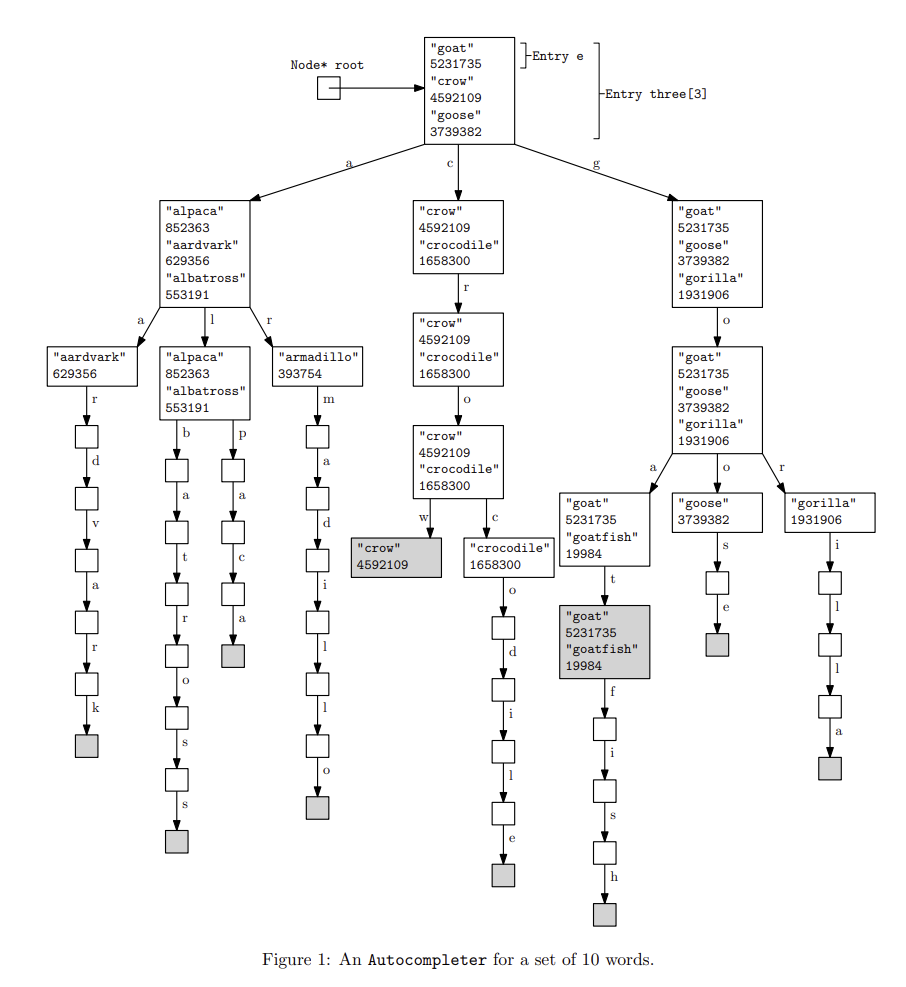 Node* root
"goat"
5231735
"crow"
4592109
"goose"
3739382
Entry e
Entry three[3]
a
c
g
"alpaca"
852363
"aardvark"
629356
"albatross"
553191
"crow"
4592109
"crocodile"
1658300
"goat"
5231735
"goose"
3739382
"gorilla"
1931906
a
l
r
r
o
"aardvark"
629356
"alpaca"
852363
"albatross"
553191
"armadillo"
393754
"crow"
4592109
"crocodile"
1658300
"goat"
5231735
"goose"
3739382
"gorilla"
1931906
r
d
v
a
r
k
b
a
t
r
o
s
s
p
a
c
a
m
a
d
i
l
l
o
o
"crow"
4592109
"crocodile"
1658300
w
c
"crow"
4592109
"crocodile"
1658300
o
d
i
l
e
a
o
r
"goat"
5231735
"goatfish"
19984
"goose"
3739382
"gorilla"
1931906
t
"goat"
5231735
"goatfish"
19984
f
i
s
h
s
e
i
l
l
a
Figure 1: An Autocompleter for a set of 10 words.